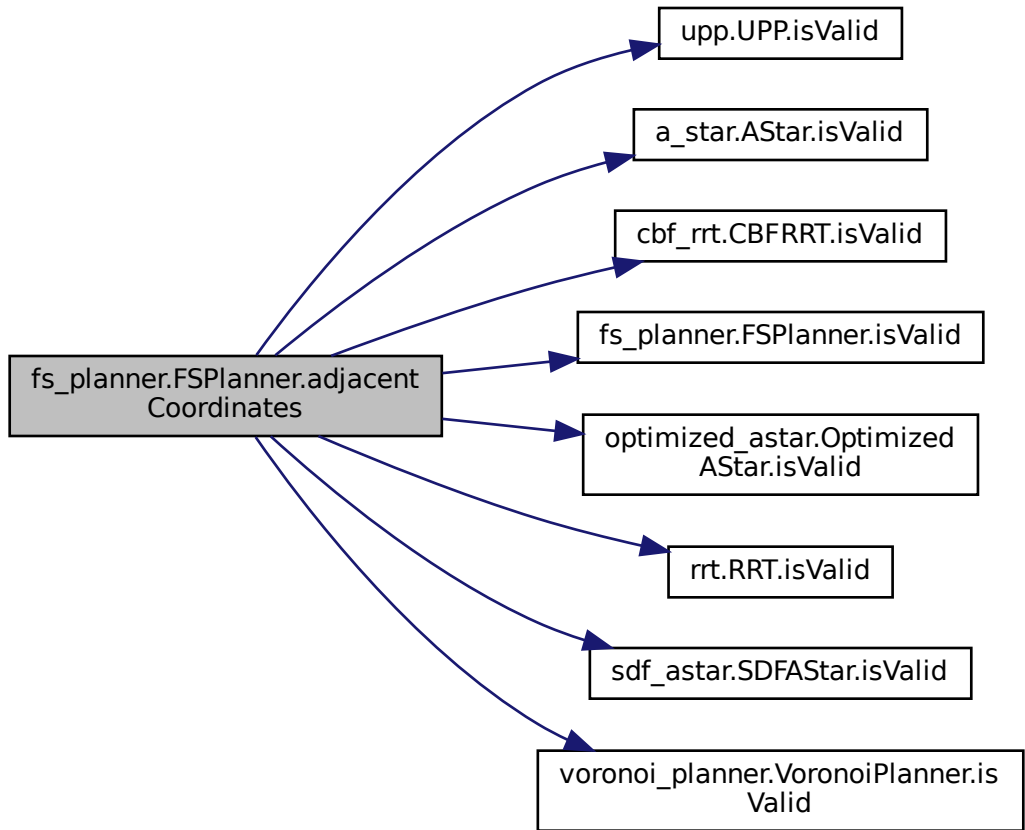 upp.UPP.isValid
a_star.AStar.isValid
cbf_rrt.CBFRRT.isValid
fs_planner.FSPlanner.isValid
fs_planner.FSPlanner.adjacent
Coordinates
optimized_astar.Optimized
AStar.isValid
rrt.RRT.isValid
sdf_astar.SDFAStar.isValid
voronoi_planner.VoronoiPlanner.is
Valid